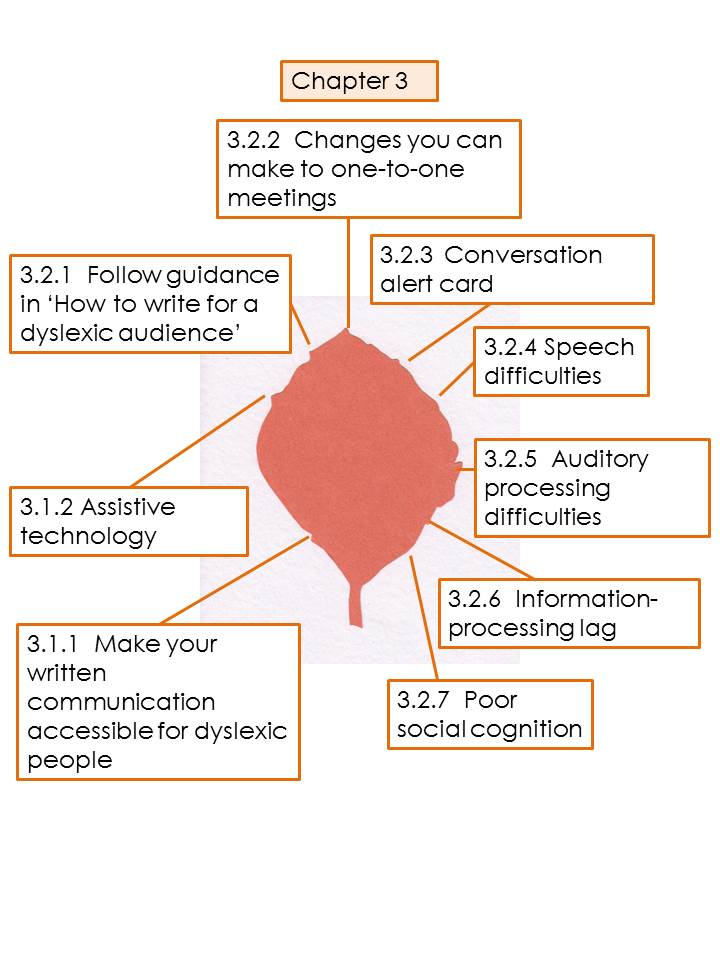 Chapter 3
3.2.2 Changes you can
make to one-to-one
meetings
3.2.3 Conversation
alert card
3.2.1 Follow guidance
in ‘How to write for a
dyslexic audience’
3.2.4 Speech
difficulties
3.2.5 Auditory
processing
difficulties
3.1.2 Assistive
technology
3.2.6 Information-
processing lag
3.1.1 Make your
written
communication
accessible for dyslexic
people
3.2.7 Poor
social cognition